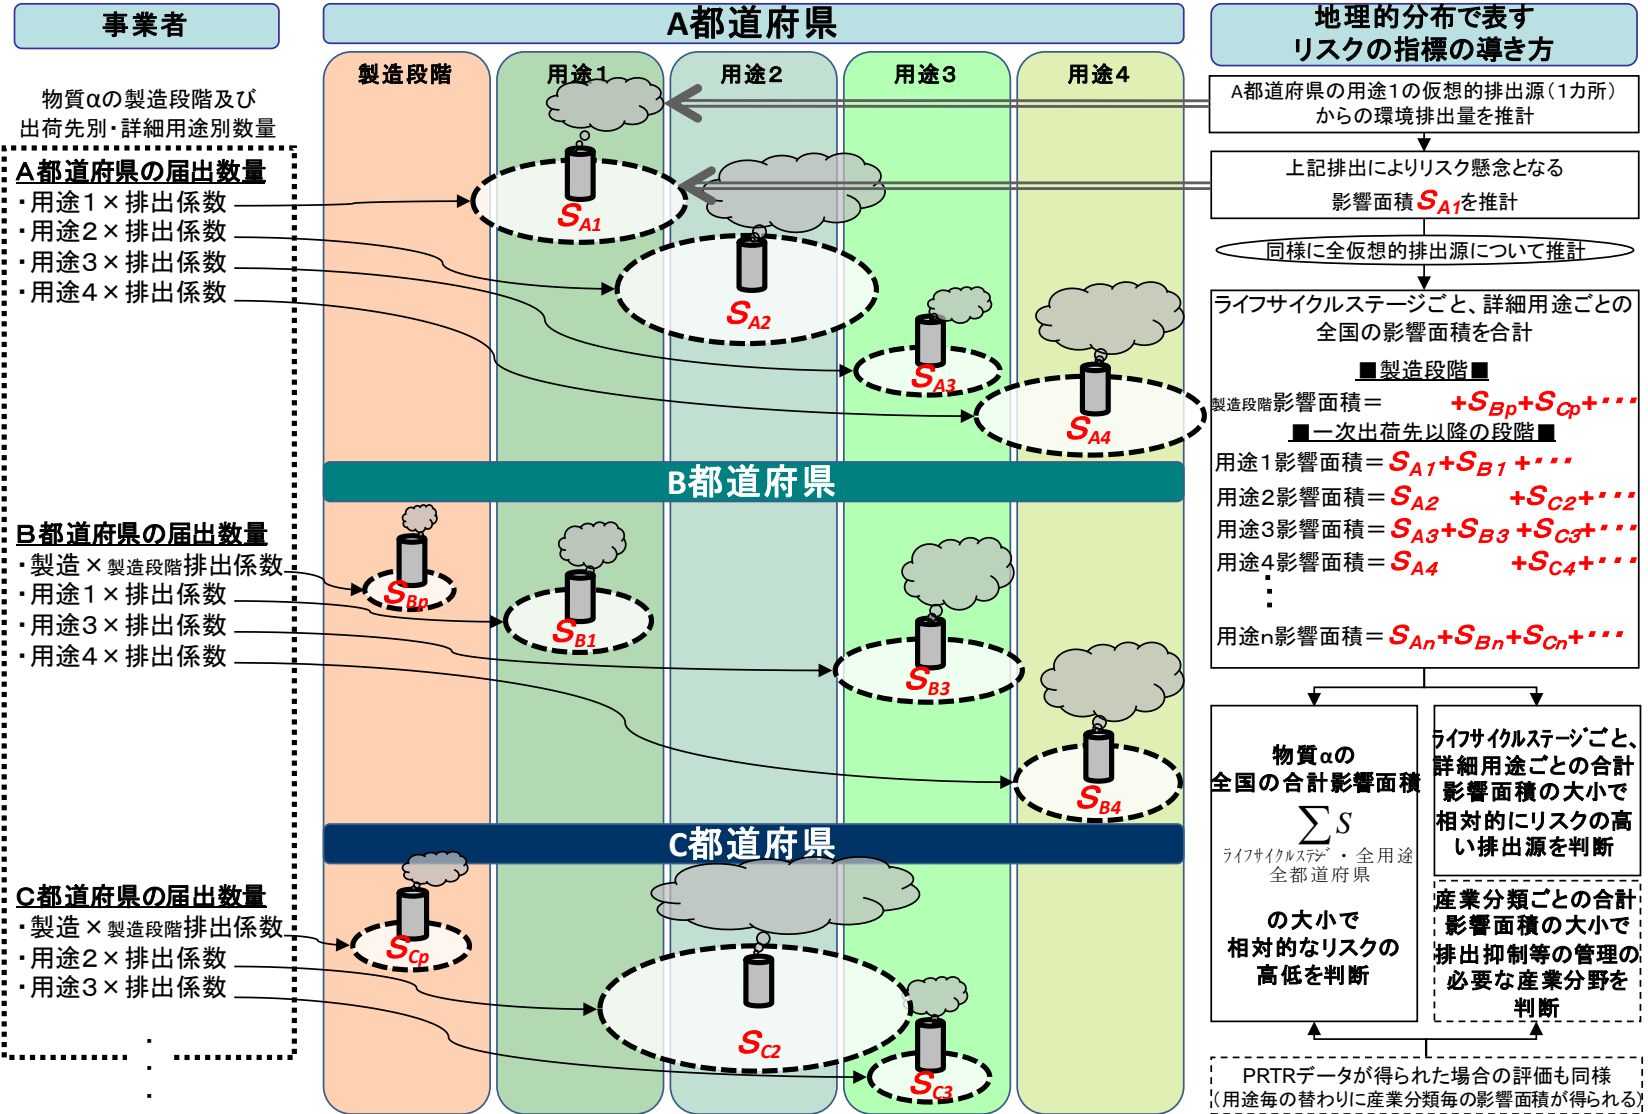 事業者
物質αの製造段階及び
出荷先別・詳細用途別数量
A都道府県の届出数量
・用途1×排出係数
・用途2×排出係数
・用途3×排出係数
・用途4×排出係数
B都道府県の届出数量
・製造×製造段階排出係数
・用途1×排出係数
・用途3×排出係数
・用途4×排出係数
C都道府県の届出数量
・製造×製造段階排出係数
・用途2×排出係数
・用途3×排出係数
・
・
・
A都道府県
製造段階
用途1
用途2
用途3
用途4
SA1
SA2
SA3
SA4
B都道府県
SBp
SB1
SB3
SB4
C都道府県
SCp
SC2
SC3
地理的分布で表す
リスクの指標の導き方
A都道府県の用途1の仮想的排出源(1カ所)
からの環境排出量を推計
上記排出によりリスク懸念となる
影響面積SA1を推計
同様に全仮想的排出源について推計
ライフサイクルステージごと、詳細用途ごとの
全国の影響面積を合計
■製造段階■
製造段階影響面積= +SBp+SCp+・・・
■一次出荷先以降の段階■
用途1影響面積=SA1+SB1 +・・・
用途2影響面積=SA2 +SC2+・・・
用途3影響面積=SA3+SB3 +SC3+・・・
用途4影響面積=SA4 +SC4+・・・
⋮
用途n影響面積=SAn+SBn+SCn+・・・
物質αの
全国の合計影響面積
∑S
ライフサイクルステージ・全用途
全都道府県
の大小で
相対的なリスクの
高低を判断
ライフサイクルステージごと、
詳細用途ごとの合計
影響面積の大小で
相対的にリスクの高
い排出源を判断
産業分類ごとの合計
影響面積の大小で
排出抑制等の管理の
必要な産業分野を
判断
PRTRデータが得られた場合の評価も同様
(用途毎の替わりに産業分類毎の影響面積が得られる)